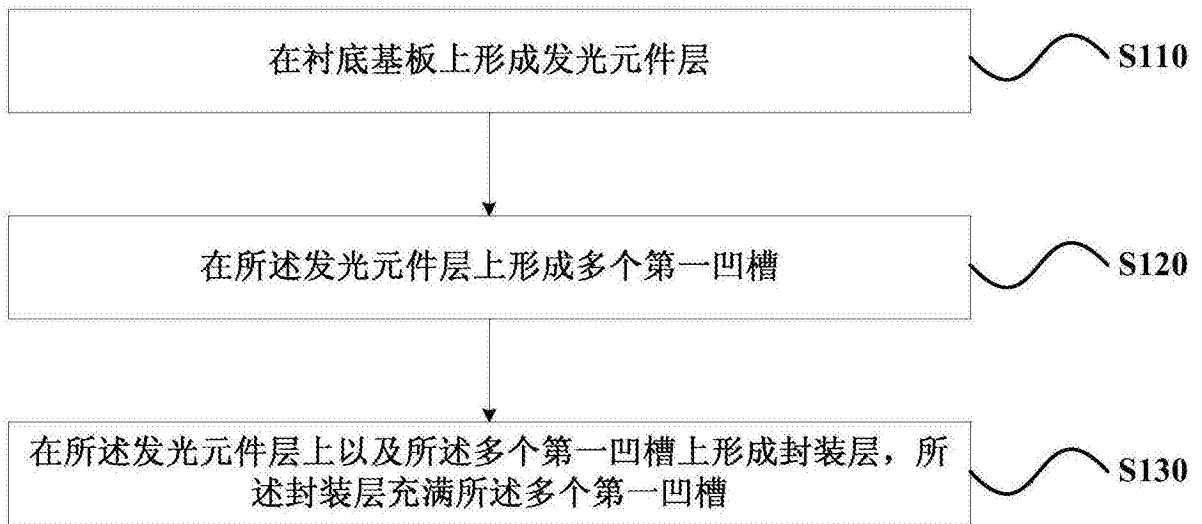 在衬底基板上形成发光元件层
S110
在所述发光元件层上形成多个第一凹槽
S120
在所述发光元件层上以及所述多个第一凹槽上形成封装层，所
述封装层充满所述多个第一凹槽
S130